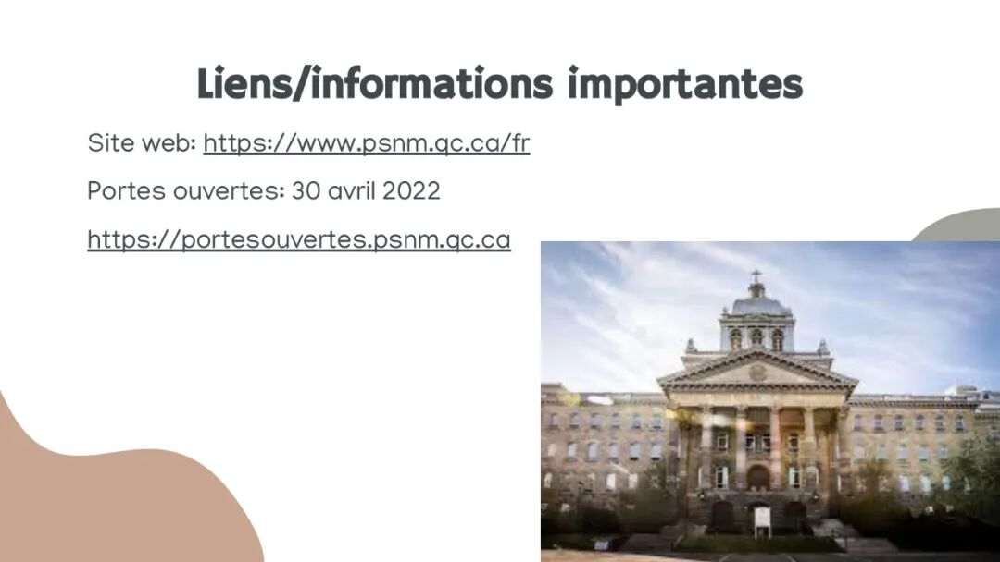 Liens/informations importantes
Site web: https://www.psnm.qc.ca/fr
Portes ouvertes: 30 avril 2022
https://portesouvertes.psnm.qc.ca